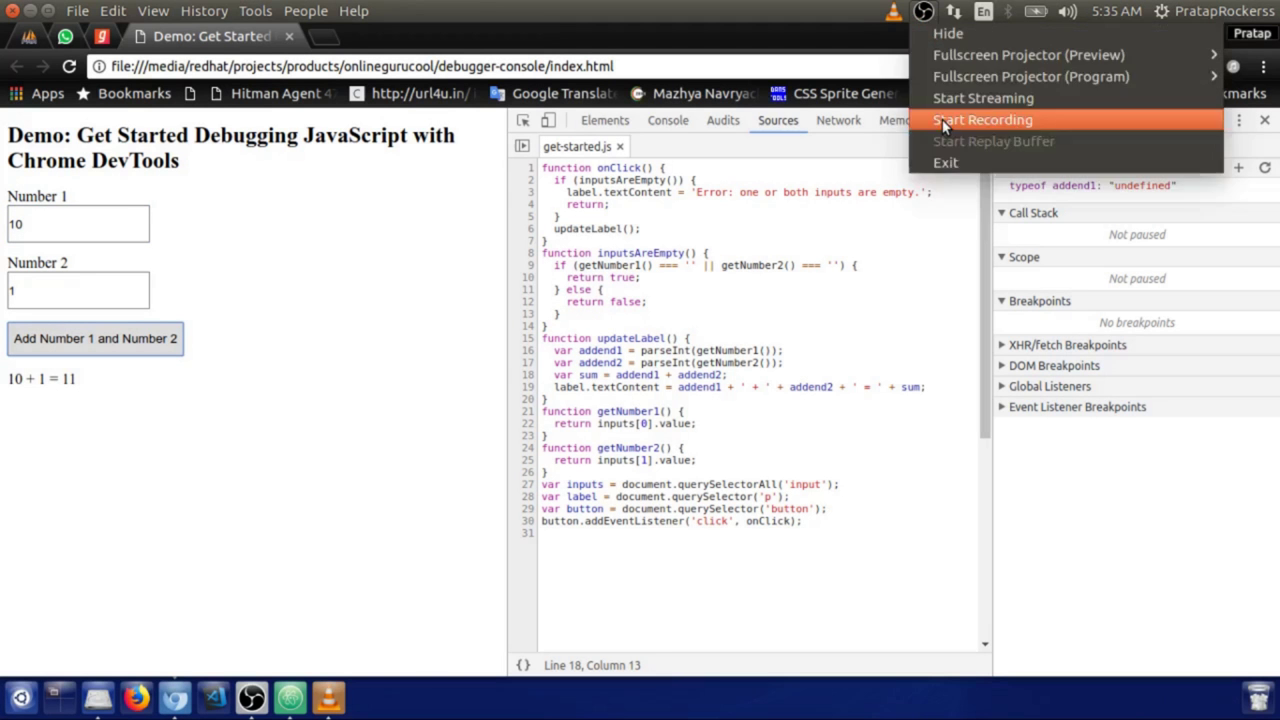 File Edit View History Tools People Help
En
5:35 AM
PratapRockerss
Demo: Get Started
Pratap
file:///media/redhat/projects/products/onlinegurucool/debugger-console/index.html
Apps Bookmarks Hitman Agent 4 http://url4u.in/ Google Translat Mazhya Navryac CSS Sprite Gene
Hide
Fullscreen Projector (Preview)
Fullscreen Projector (Program)
Start Streaming
Start Recording
Start Replay Buffer
Exit
Demo: Get Started Debugging JavaScript with
Chrome DevTools
Number 1
10
Number 2
1
Add Number 1 and Number 2
10 + 1 = 11
Elements Console Audits Sources Network Memo
get-started.js
1 function onClick() {
2 if (inputsAreEmpty()) {
3 label.textContent = 'Error: one or both inputs are empty.';
4 return;
5 }
6 updateLabel();
7 }
8 function inputsAreEmpty() {
9 if (getNumber1() === '' || getNumber2() === '') {
10 return true;
11 } else {
12 return false;
13 }
14 }
15 function updateLabel() {
16 var addend1 = parseInt(getNumber1());
17 var addend2 = parseInt(getNumber2());
18 var sum = addend1 + addend2;
19 label.textContent = addend1 + ' + ' + addend2 + ' = ' + sum;
20 }
21 function getNumber1() {
22 return inputs[0].value;
23 }
24 function getNumber2() {
25 return inputs[1].value;
26 }
27 var inputs = document.querySelectorAll('input');
28 var label = document.querySelector('p');
29 var button = document.querySelector('button');
30 button.addEventListener('click', onClick);
31
{} Line 18, Column 13
typeof addend1: "undefined"
Call Stack
Not paused
Scope
Not paused
Breakpoints
No breakpoints
XHR/fetch Breakpoints
DOM Breakpoints
Global Listeners
Event Listener Breakpoints